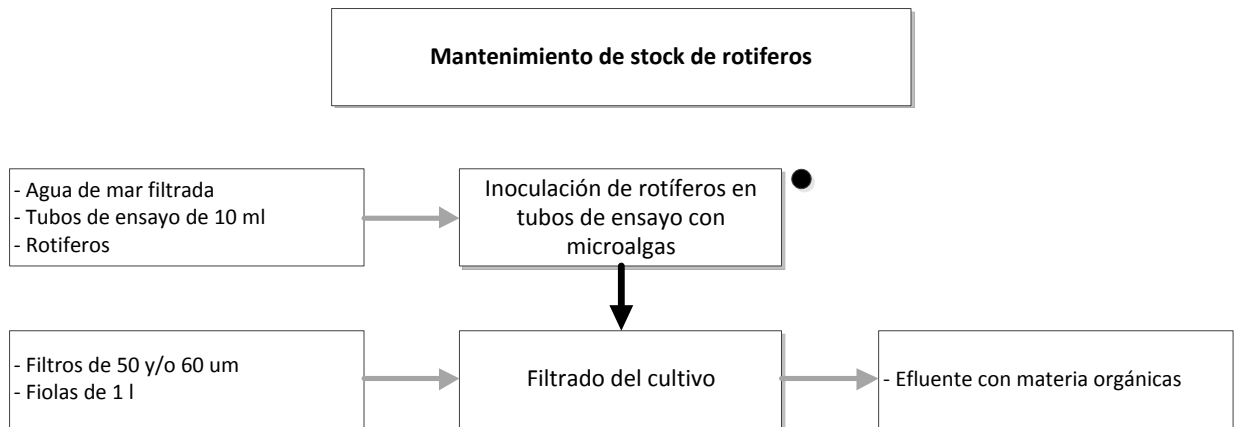 Mantenimiento de stock de rotiferos
- Agua de mar filtrada
- Tubos de ensayo de 10 ml
- Rotiferos
Inoculación de rotíferos en
tubos de ensayo con
microalgas
- Filtros de 50 y/o 60 um
- Fiolas de 1 l
Filtrado del cultivo
- Efluente con materia orgánicas